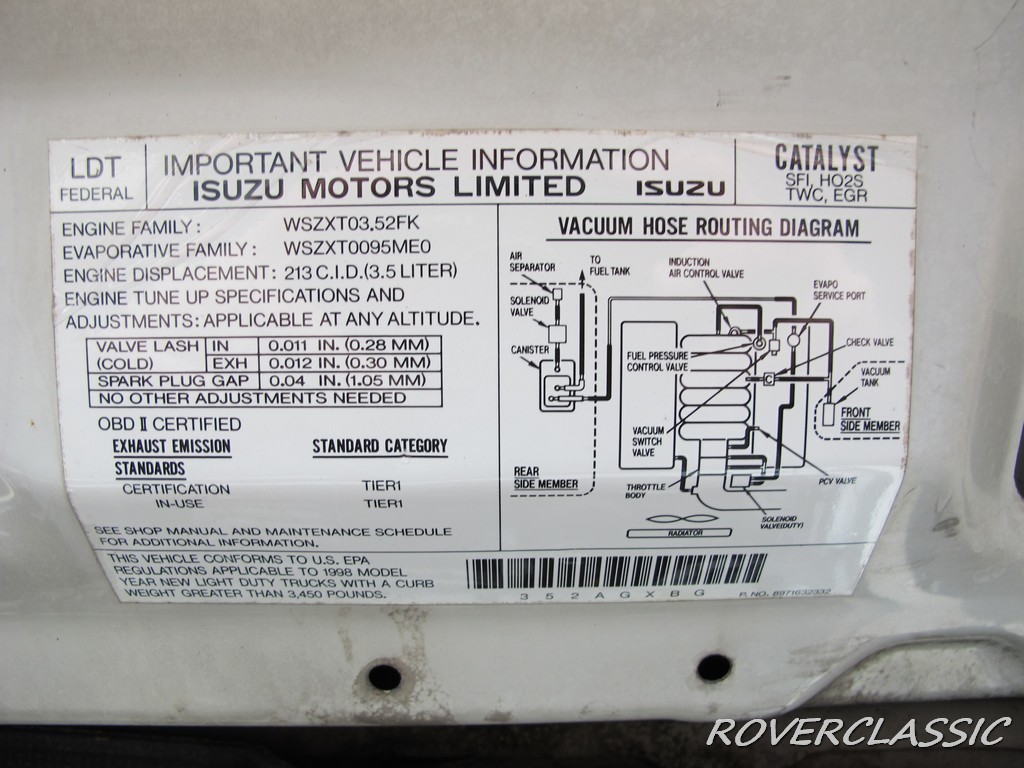 LDT
FEDERAL
IMPORTANT VEHICLE INFORMATION
ISUZU MOTORS LIMITED ISUZU
CATALYST
SFI, HO2S
TWC, EGR
ENGINE FAMILY: WSZXT03.52FK
EVAPORATIVE FAMILY: WSZXT0095ME0
ENGINE DISPLACEMENT: 213 C.I.D.(3.5 LITER)
ENGINE TUNE UP SPECIFICATIONS AND
ADJUSTMENTS: APPLICABLE AT ANY ALTITUDE.
VALVE LASH IN 0.011 IN. (0.28 MM)
(COLD) EXH 0.012 IN. (0.30 MM)
SPARK PLUG GAP 0.04 IN. (1.05 MM)
NO OTHER ADJUSTMENTS NEEDED
OBD II CERTIFIED
EXHAUST EMISSION STANDARD CATEGORY
STANDARDS
CERTIFICATION TIER1
IN-USE TIER1
SEE SHOP MANUAL AND MAINTENANCE SCHEDULE
FOR ADDITIONAL INFORMATION.
VACUUM HOSE ROUTING DIAGRAM
AIR
SEPARATOR
TO
FUEL TANK
INDUCTION
AIR CONTROL VALVE
EVAPO
SERVICE PORT
SOLENOID
VALVE
CANISTER
FUEL PRESSURE
CONTROL VALVE
CHECK VALVE
VACUUM
TANK
FRONT
SIDE MEMBER
VACUUM
SWITCH
VALVE
REAR
SIDE MEMBER
THROTTLE
BODY
PCV VALVE
SOLENOID
VALVE(DUTY)
RADIATOR
THIS VEHICLE CONFORMS TO U.S. EPA
REGULATIONS APPLICABLE TO 1998 MODEL
YEAR NEW LIGHT DUTY TRUCKS WITH A CURB
WEIGHT GREATER THAN 3,450 POUNDS.
352AGXBG
P. NO. 8971632332
ROVERCLASSIC